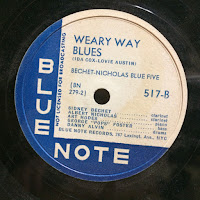 NOT LICENSED FOR BROADCASTING
WEARY WAY
BLUES
(IDA COX-LOVIE AUSTIN)
BECHET-NICHOLAS BLUE FIVE
[BN
279-2]
517-B
SIDNEY BECHET clarinet
ALBERT NICHOLAS clarinet
ART HODES piano
GEORGE "POPS" FOSTER bass
DANNY ALVIN drums
BLUE NOTE RECORDS, 767 Lexington Ave., NYC
BLUE
NOTE